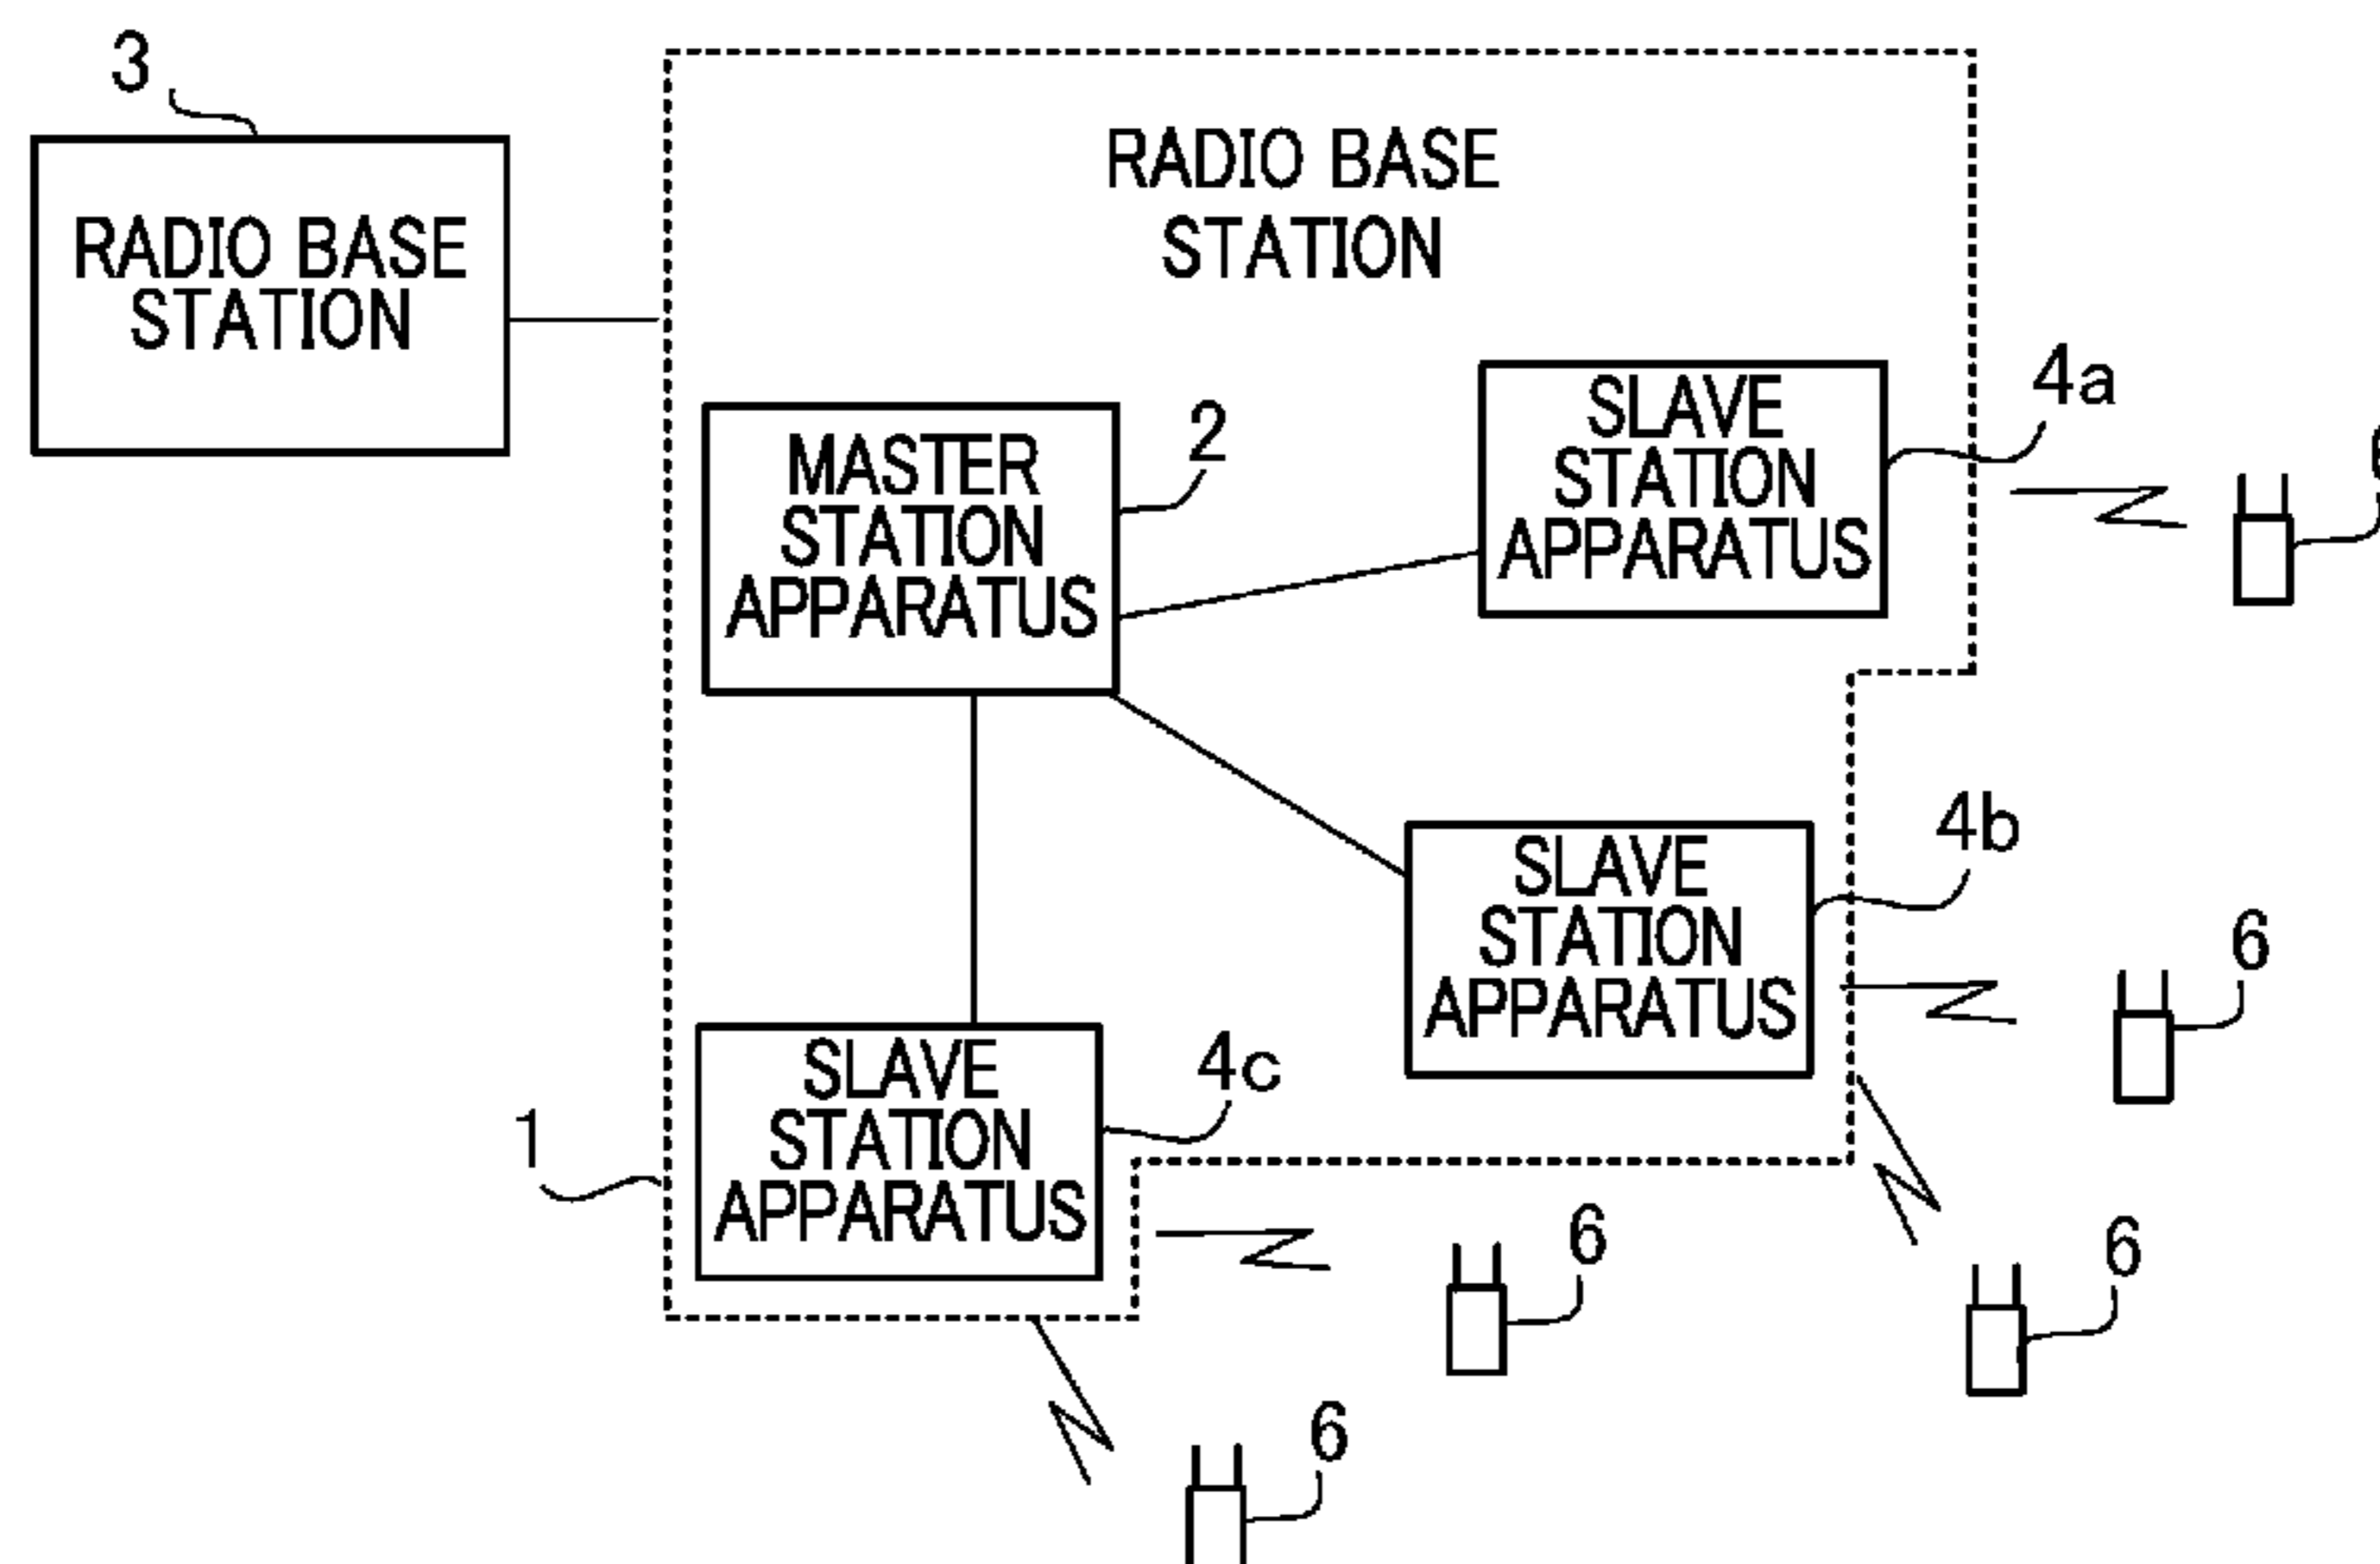 3
RADIO BASE
STATION
RADIO BASE
STATION
MASTER
STATION
APPARATUS
2
SLAVE
STATION
APPARATUS
4a
SLAVE
STATION
APPARATUS
4b
6
SLAVE
STATION
APPARATUS
4c
1
6
6
6